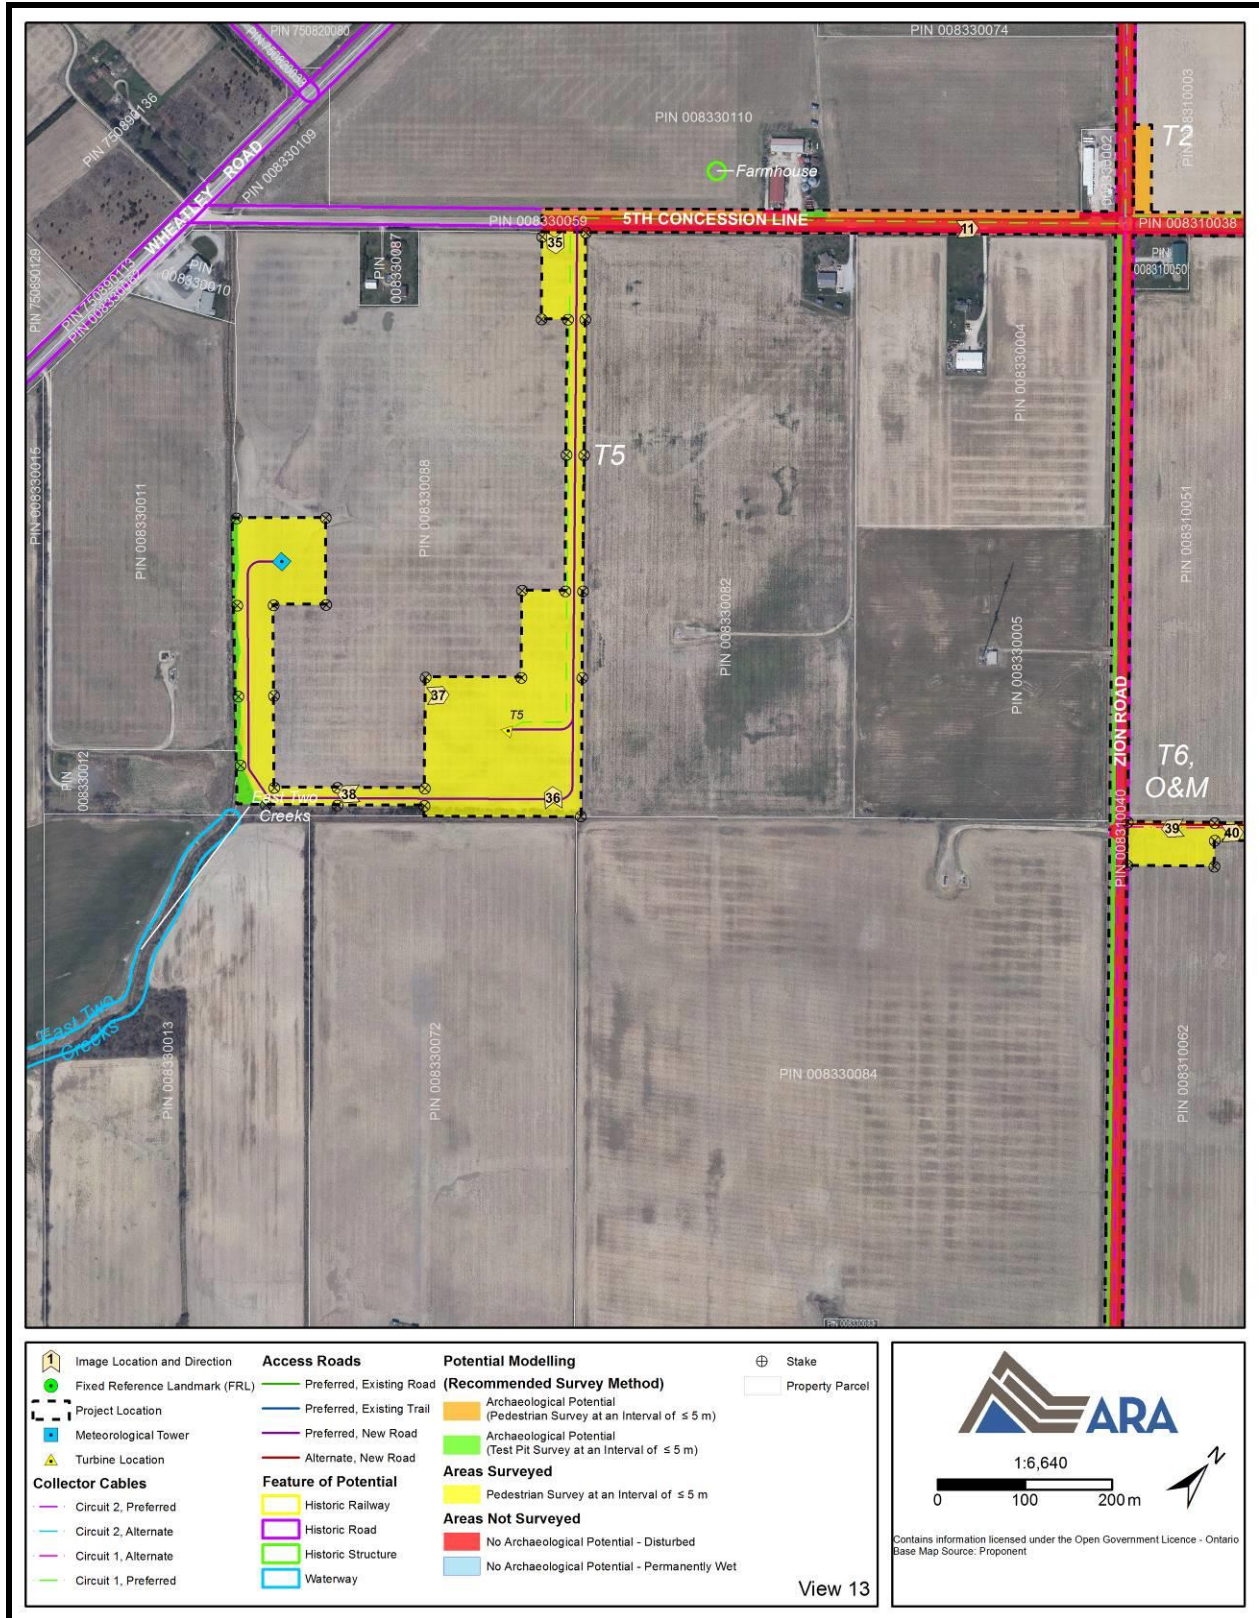 PIN 750820080
PIN 008330074
PIN 750890136
PIN 008330109
PIN 008330110
PIN 008310003
T2
Farmhouse
WHEATLEY ROAD
PIN 008330059
5TH CONCESSION LINE
11
PIN 008310038
35
PIN
008330087
PIN
008330010
PIN
008310050
PIN 750890129
PIN 750890113
PIN 008330004
T5
PIN 008330015
PIN 008330011
PIN 008330088
PIN 008310051
PIN 008330082
PIN 008330005
37
T5
ZION ROAD
T6,
O&M
PIN
008330012
38
36
East Two
Creeks
PIN 008310040
39
40
East Two
Creeks
PIN 008330013
PIN 008330072
PIN 008330084
PIN 008310062
1 Image Location and Direction
Fixed Reference Landmark (FRL)
Project Location
Meteorological Tower
Turbine Location
Collector Cables
Circuit 2, Preferred
Circuit 2, Alternate
Circuit 1, Alternate
Circuit 1, Preferred
Access Roads
Preferred, Existing Road
Preferred, Existing Trail
Preferred, New Road
Alternate, New Road
Feature of Potential
Historic Railway
Historic Road
Historic Structure
Waterway
Potential Modelling
(Recommended Survey Method)
Archaeological Potential
(Pedestrian Survey at an Interval of ≤ 5 m)
Archaeological Potential
(Test Pit Survey at an Interval of ≤ 5 m)
Areas Surveyed
Pedestrian Survey at an Interval of ≤ 5 m
Areas Not Surveyed
No Archaeological Potential - Disturbed
No Archaeological Potential - Permanently Wet
Stake
Property Parcel
View 13
ARA
1:6,640
N
0 100 200 m
Contains information licensed under the Open Government Licence - Ontario
Base Map Source: Proponent